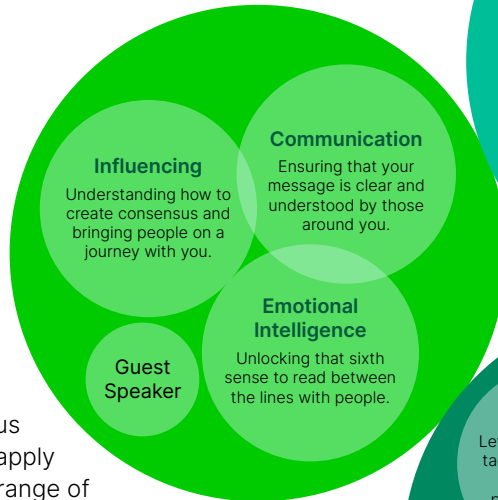 Communication
Ensuring that your
message is clear and
understood by those
around you.
Influencing
Understanding how to
create consensus and
bringing people on a
journey with you.
Emotional
Intelligence
Unlocking that sixth
sense to read between
the lines with people.
Guest
Speaker
apply
range of